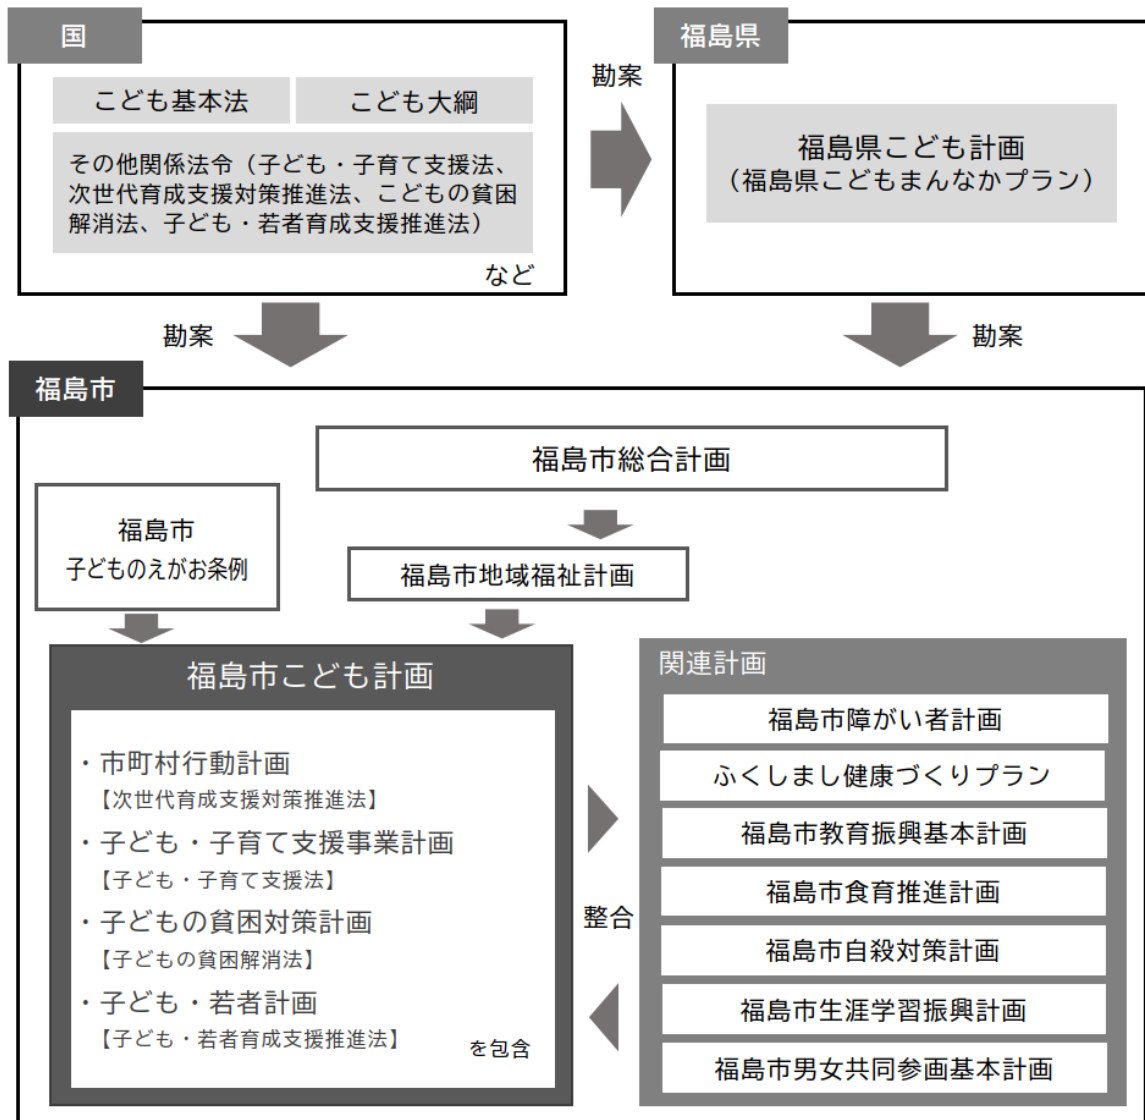 国
こども基本法
こども大綱
その他関係法令（子ども・子育て支援法、
次世代育成支援対策推進法、こどもの貧困
解消法、子ども・若者育成支援推進法）
など
勘案
福島県
福島県こども計画
（福島県こどもまんなかプラン）
勘案
勘案
福島市
福島市総合計画
福島市
子どものえがお条例
福島市地域福祉計画
福島市こども計画
・市町村行動計画
【次世代育成支援対策推進法】
・子ども・子育て支援事業計画
【子ども・子育て支援法】
・子どもの貧困対策計画
【子どもの貧困解消法】
・子ども・若者計画
【子ども・若者育成支援推進法】
を包含
整合
関連計画
福島市障がい者計画
ふくしまし健康づくりプラン
福島市教育振興基本計画
福島市食育推進計画
福島市自殺対策計画
福島市生涯学習振興計画
福島市男女共同参画基本計画